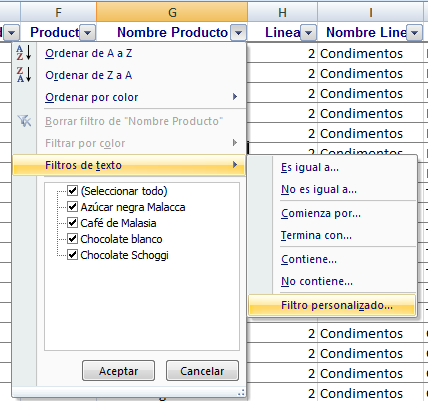 F G H I
Product Nombre Producto Linea Nombre Line
Ordenar de A a Z
Ordenar de Z a A
Ordenar por color
Borrar filtro de "Nombre Producto"
Filtrar por color
Filtros de texto
(Seleccionar todo)
Azúcar negra Malacca
Café de Malasia
Chocolate blanco
Chocolate Schoggi
Aceptar Cancelar
Es igual a...
No es igual a...
Comienza por...
Termina con...
Contiene...
No contiene...
Filtro personalizado...
2 Condimentos
2 Condimentos
2 Condimentos
2 Condimentos
2 Condimentos
2 Condimentos
2 Condimentos
2 Condimentos
2 Condimentos
2 Condimentos